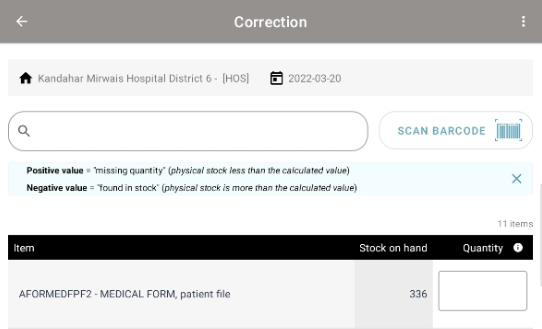 Correction
Kandahar Mirwais Hospital District 6 - [HOS] 2022-03-20
SCAN BARCODE
Positive value = "missing quantity" (physical stock less than the calculated value)
Negative value = "found in stock" (physical stock is more than the calculated value)
11 items
Item Stock on hand Quantity
AFORMEDFPF2 - MEDICAL FORM, patient file 336